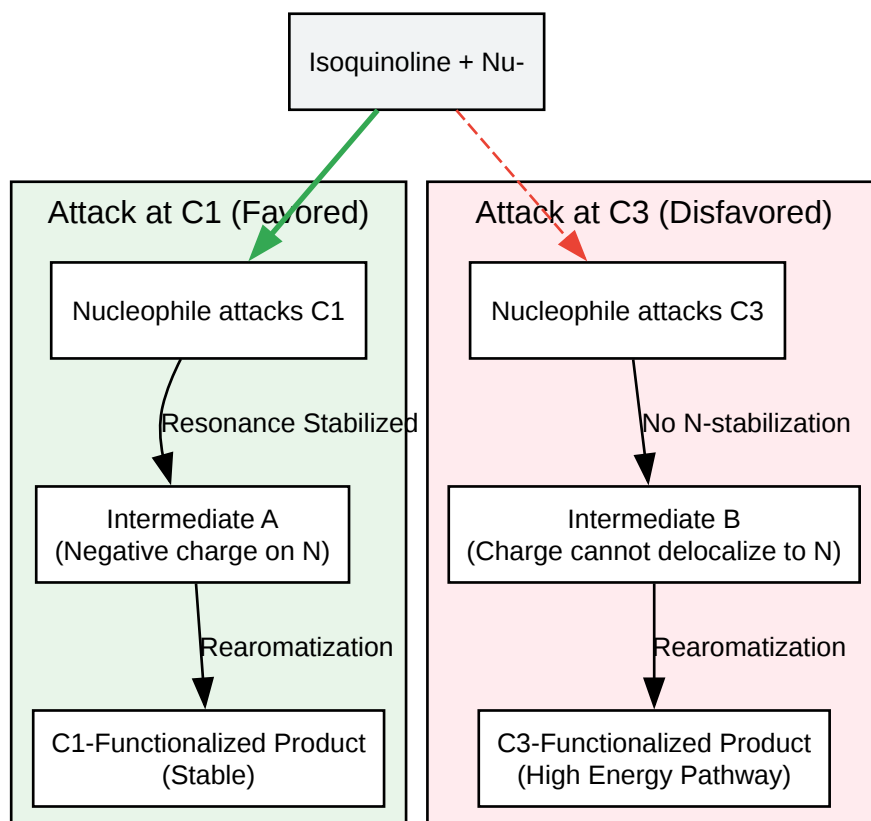 Isoquinoline + Nu-
Attack at C1 (Favored)
Nucleophile attacks C1
Resonance Stabilized
Intermediate A
(Negative charge on N)
Rearomatization
C1-Functionalized Product
(Stable)
Attack at C3 (Disfavored)
Nucleophile attacks C3
No N-stabilization
Intermediate B
(Charge cannot delocalize to N)
Rearomatization
C3-Functionalized Product
(High Energy Pathway)